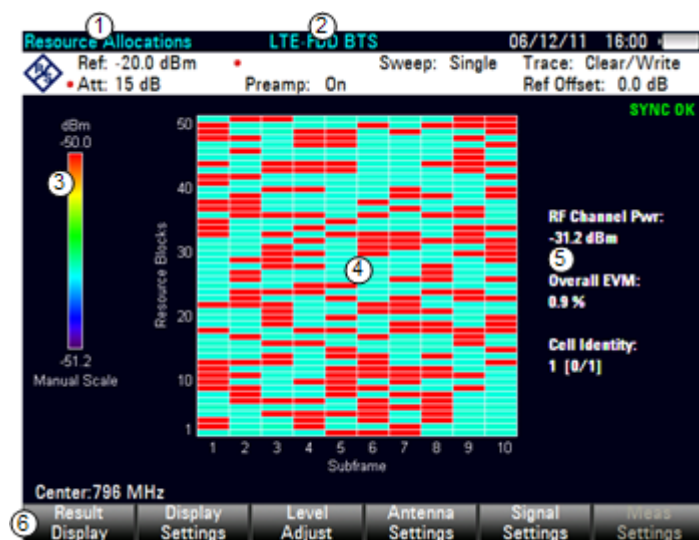 1
2
Resource Allocations LTE-FDD BTS 06/12/11 16:00
Ref: -20.0 dBm Sweep: Single Trace: Clear/Write
Att: 15 dB Preamp: On Ref Offset: 0.0 dB
SYNC OK
dBm
-50.0
3
-51.2
Manual Scale
Resource Blocks
50
40
30
20
10
1
4
1 2 3 4 5 6 7 8 9 10
Subframe
RF Channel Pwr:
-31.2 dBm
5
Overall EVM:
0.9 %
Cell Identity:
1 [0/1]
Center:796 MHz
6
Result Display
Display Settings
Level Adjust
Antenna Settings
Signal Settings
Meas Settings